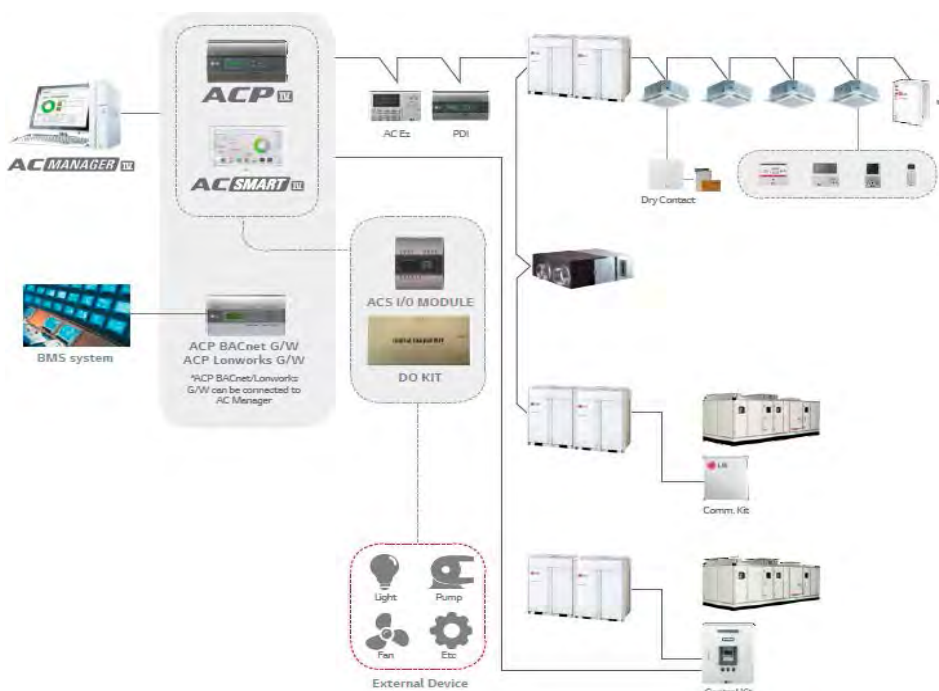 ACP IV
AC MANAGER IV
AC SMART IV
AC Ez
PDI
Dry Contact
ACS I/O MODULE
DO KIT
BMS system
ACP BACnet G/W
ACP Lonworks G/W
*ACP BACnet/Lonworks
G/W can be connected to
AC Manager
LG
Comm. Kit
Light
Pump
Fan
Etc
External Device